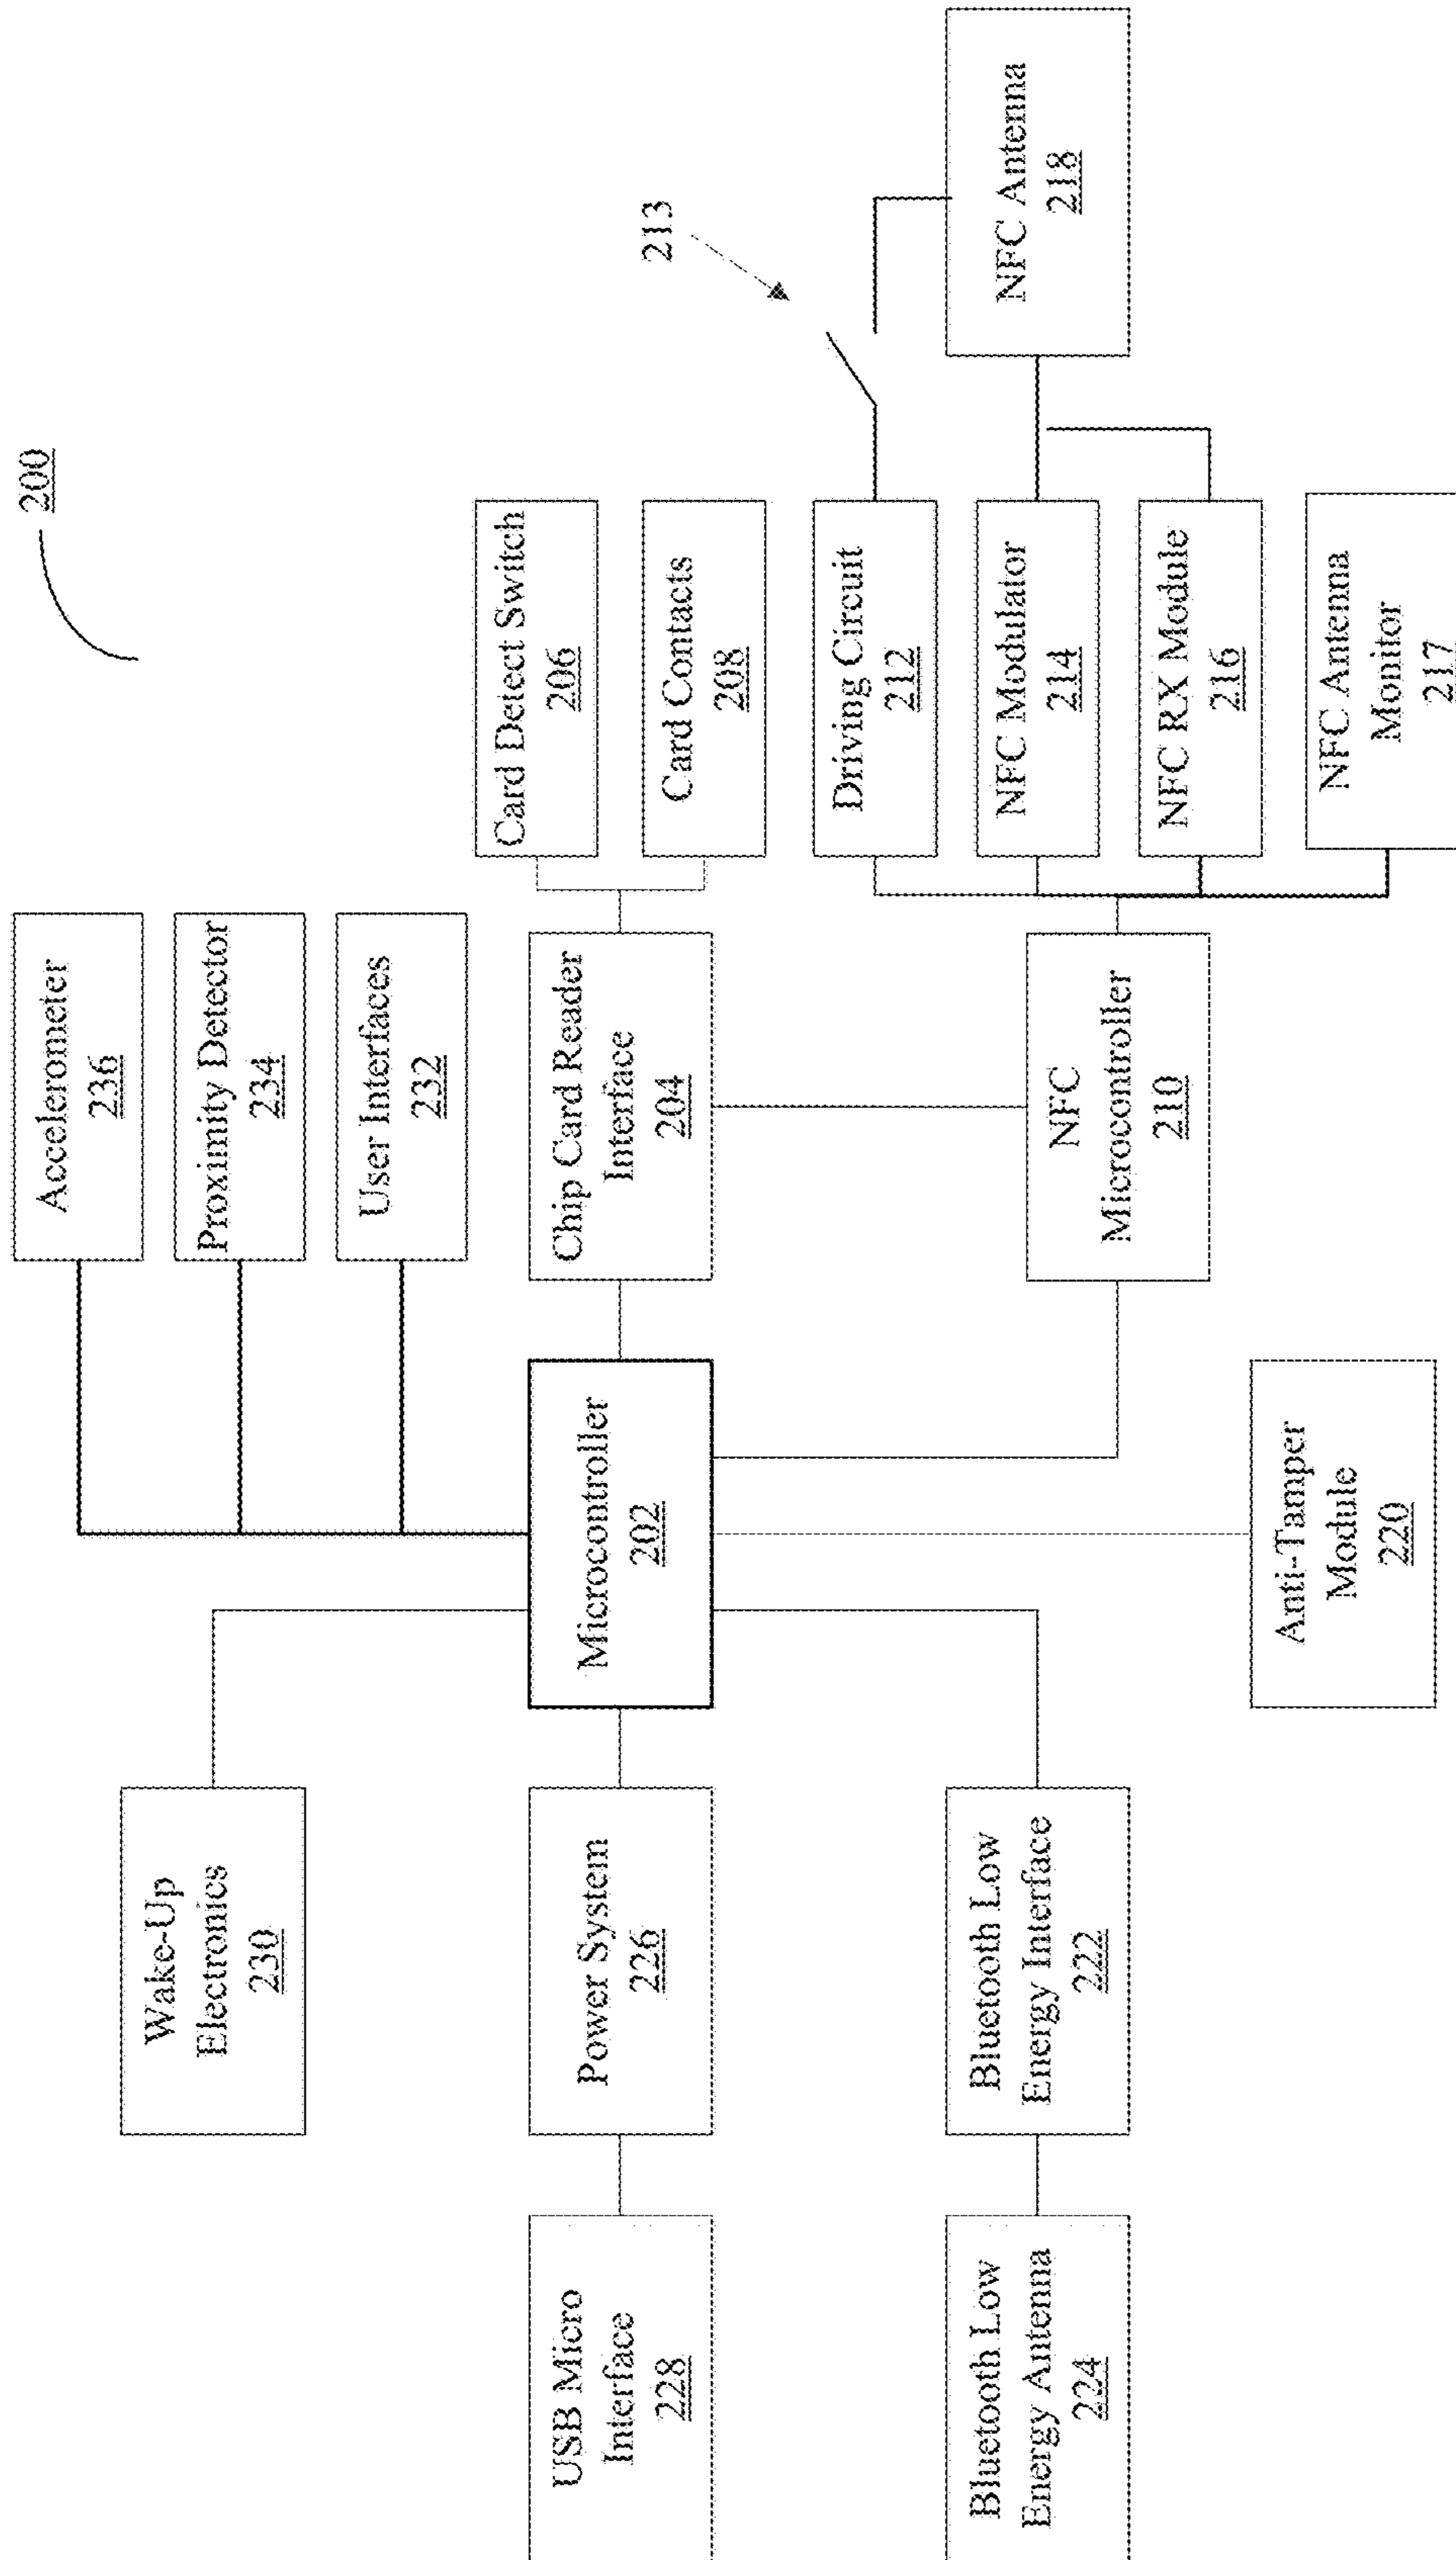 200
Accelerometer
236
Proximity Detector
234
User Interfaces
232
Wake-Up
Electronics
230
Card Detect Switch
206
Card Contacts
208
USB Micro
Interface
228
Power System
226
Microcontroller
202
Chip Card Reader
Interface
204
213
Driving Circuit
212
NFC Modulator
214
NFC RX Module
216
NFC Antenna
Monitor
217
NFC Antenna
218
Bluetooth Low
Energy Antenna
224
Bluetooth Low
Energy Interface
222
NFC
Microcontroller
210
Anti-Tamper
Module
220